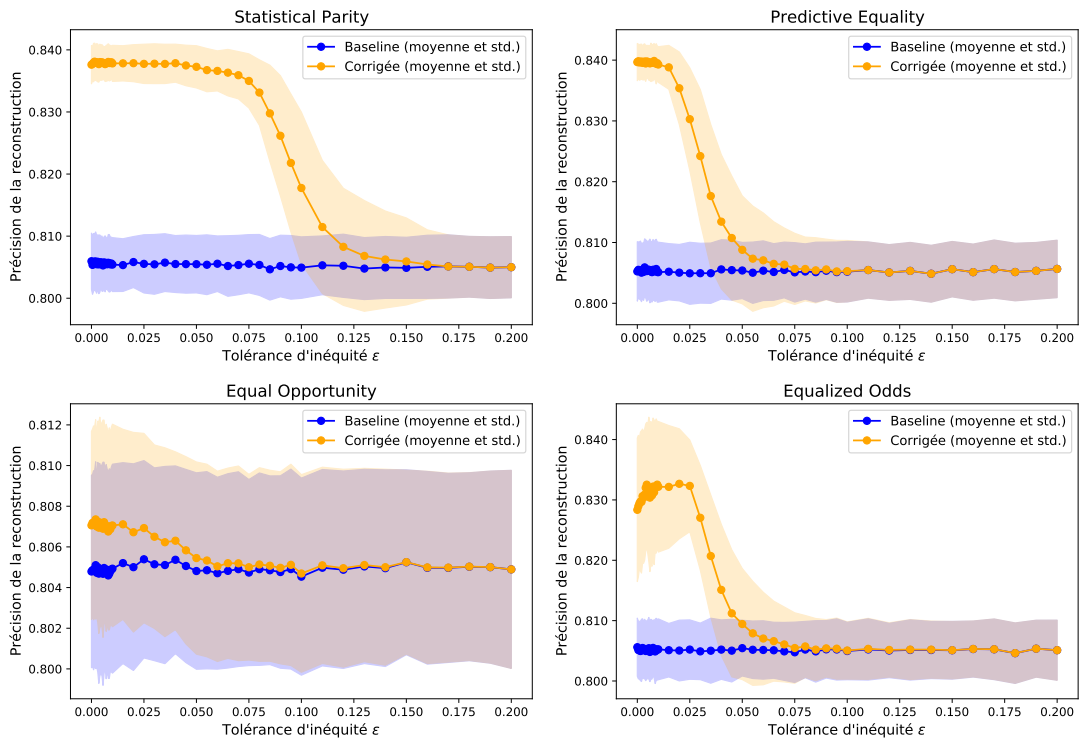 Statistical Parity
Précision de la reconstruction
0.840
0.830
0.820
0.810
0.800
Baseline (moyenne et std.)
Corrigée (moyenne et std.)
0.000 0.025 0.050 0.075 0.100 0.125 0.150 0.175 0.200
Tolérance d'inéquité ε
Predictive Equality
Précision de la reconstruction
0.840
0.830
0.820
0.810
0.800
Baseline (moyenne et std.)
Corrigée (moyenne et std.)
0.000 0.025 0.050 0.075 0.100 0.125 0.150 0.175 0.200
Tolérance d'inéquité ε
Equal Opportunity
Précision de la reconstruction
0.812
0.810
0.808
0.806
0.804
0.802
0.800
Baseline (moyenne et std.)
Corrigée (moyenne et std.)
0.000 0.025 0.050 0.075 0.100 0.125 0.150 0.175 0.200
Tolérance d'inéquité ε
Equalized Odds
Précision de la reconstruction
0.840
0.830
0.820
0.810
0.800
Baseline (moyenne et std.)
Corrigée (moyenne et std.)
0.000 0.025 0.050 0.075 0.100 0.125 0.150 0.175 0.200
Tolérance d'inéquité ε